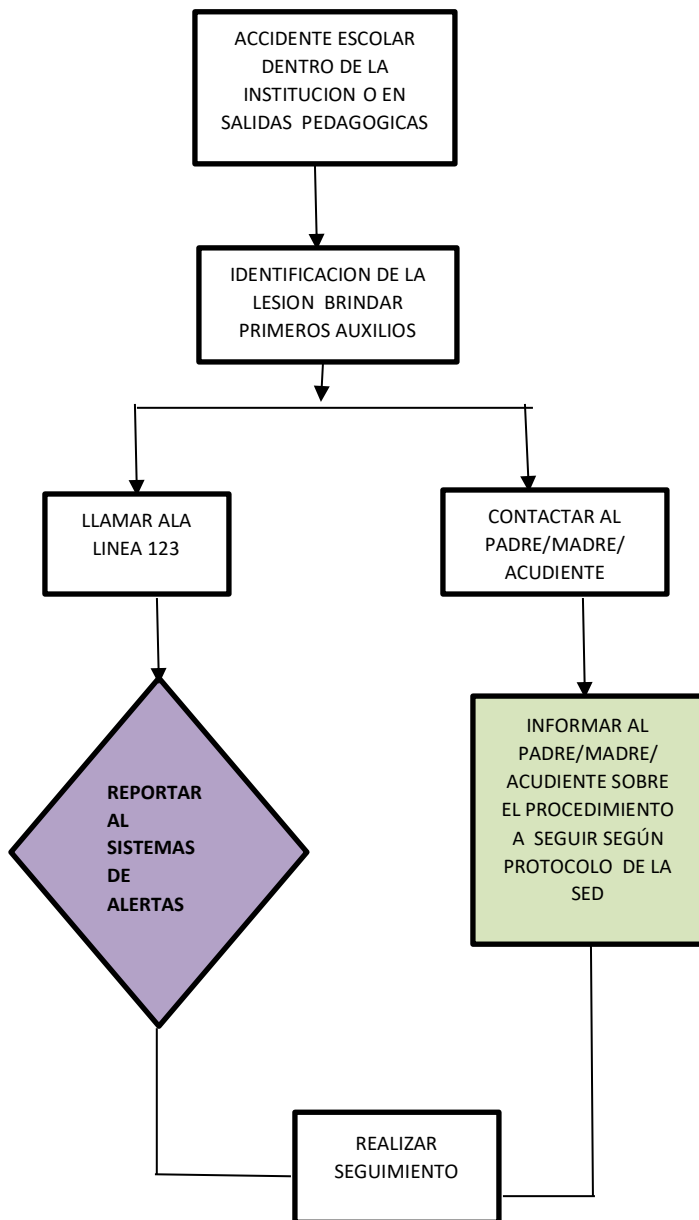 ACCIDENTE ESCOLAR
DENTRO DE LA
INSTITUCION O EN
SALIDAS PEDAGOGICAS
IDENTIFICACION DE LA
LESION BRINDAR
PRIMEROS AUXILIOS
LLAMAR ALA
LINEA 123
CONTACTAR AL
PADRE/MADRE/
ACUDIENTE
REPORTAR
AL
SISTEMAS
DE
ALERTAS
INFORMAR AL
PADRE/MADRE/
ACUDIENTE SOBRE
EL PROCEDIMIENTO
A SEGUIR SEGÚN
PROTOCOLO DE LA
SED
REALIZAR
SEGUIMIENTO